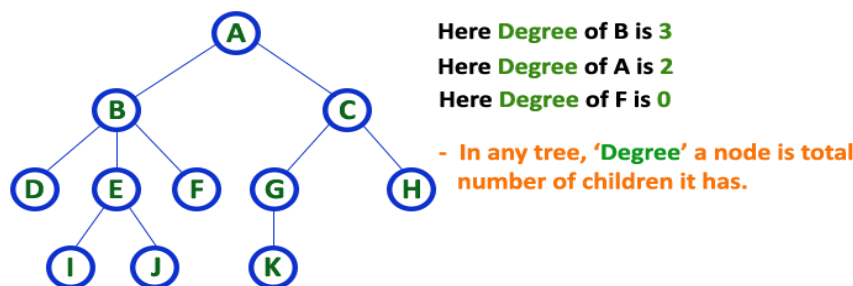 A
Here Degree of B is 3
Here Degree of A is 2
Here Degree of F is 0
B C
- In any tree, ‘Degree’ a node is total
number of children it has.
D E F G H
I J K